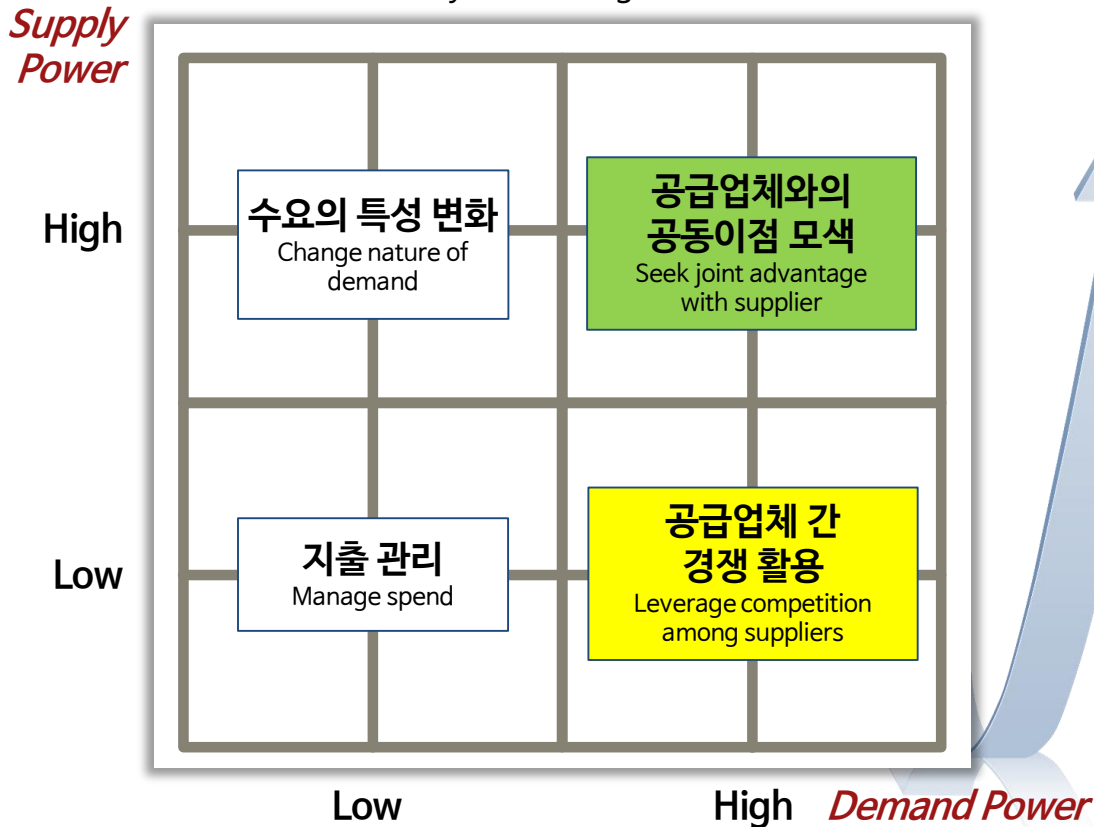 Supply
Power
High
수요의 특성 변화
Change nature of
demand
공급업체와의
공동이점 모색
Seek joint advantage
with supplier
Low
지출 관리
Manage spend
공급업체 간
경쟁 활용
Leverage competition
among suppliers
Low
High
Demand Power